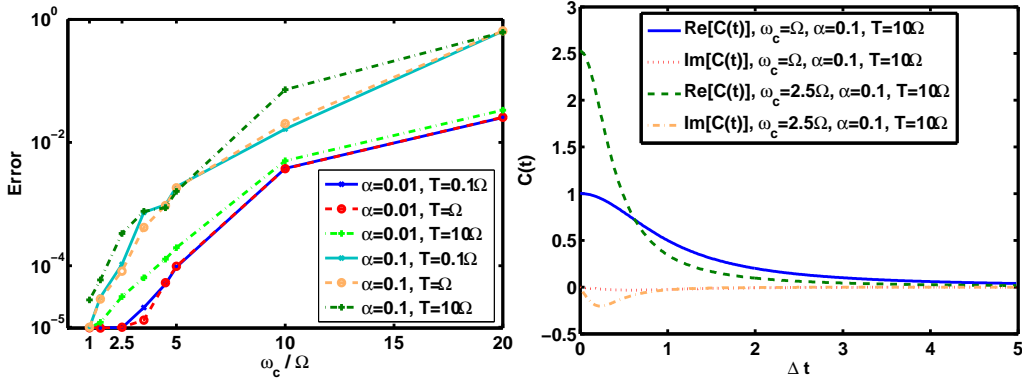 10^0
10^-2
10^-4
10^-5
Error
1 2.5 5 10 15 20
ω_c / Ω
α=0.01, T=0.1Ω
α=0.01, T=Ω
α=0.01, T=10Ω
α=0.1, T=0.1Ω
α=0.1, T=Ω
α=0.1, T=10Ω
3
2.5
2
1.5
1
0.5
0
-0.5
C(t)
0 1 2 3 4 5
Δ t
Re[C(t)], ω_c=Ω, α=0.1, T=10Ω
Im[C(t)], ω_c=Ω, α=0.1, T=10Ω
Re[C(t)], ω_c=2.5Ω, α=0.1, T=10Ω
Im[C(t)], ω_c=2.5Ω, α=0.1, T=10Ω